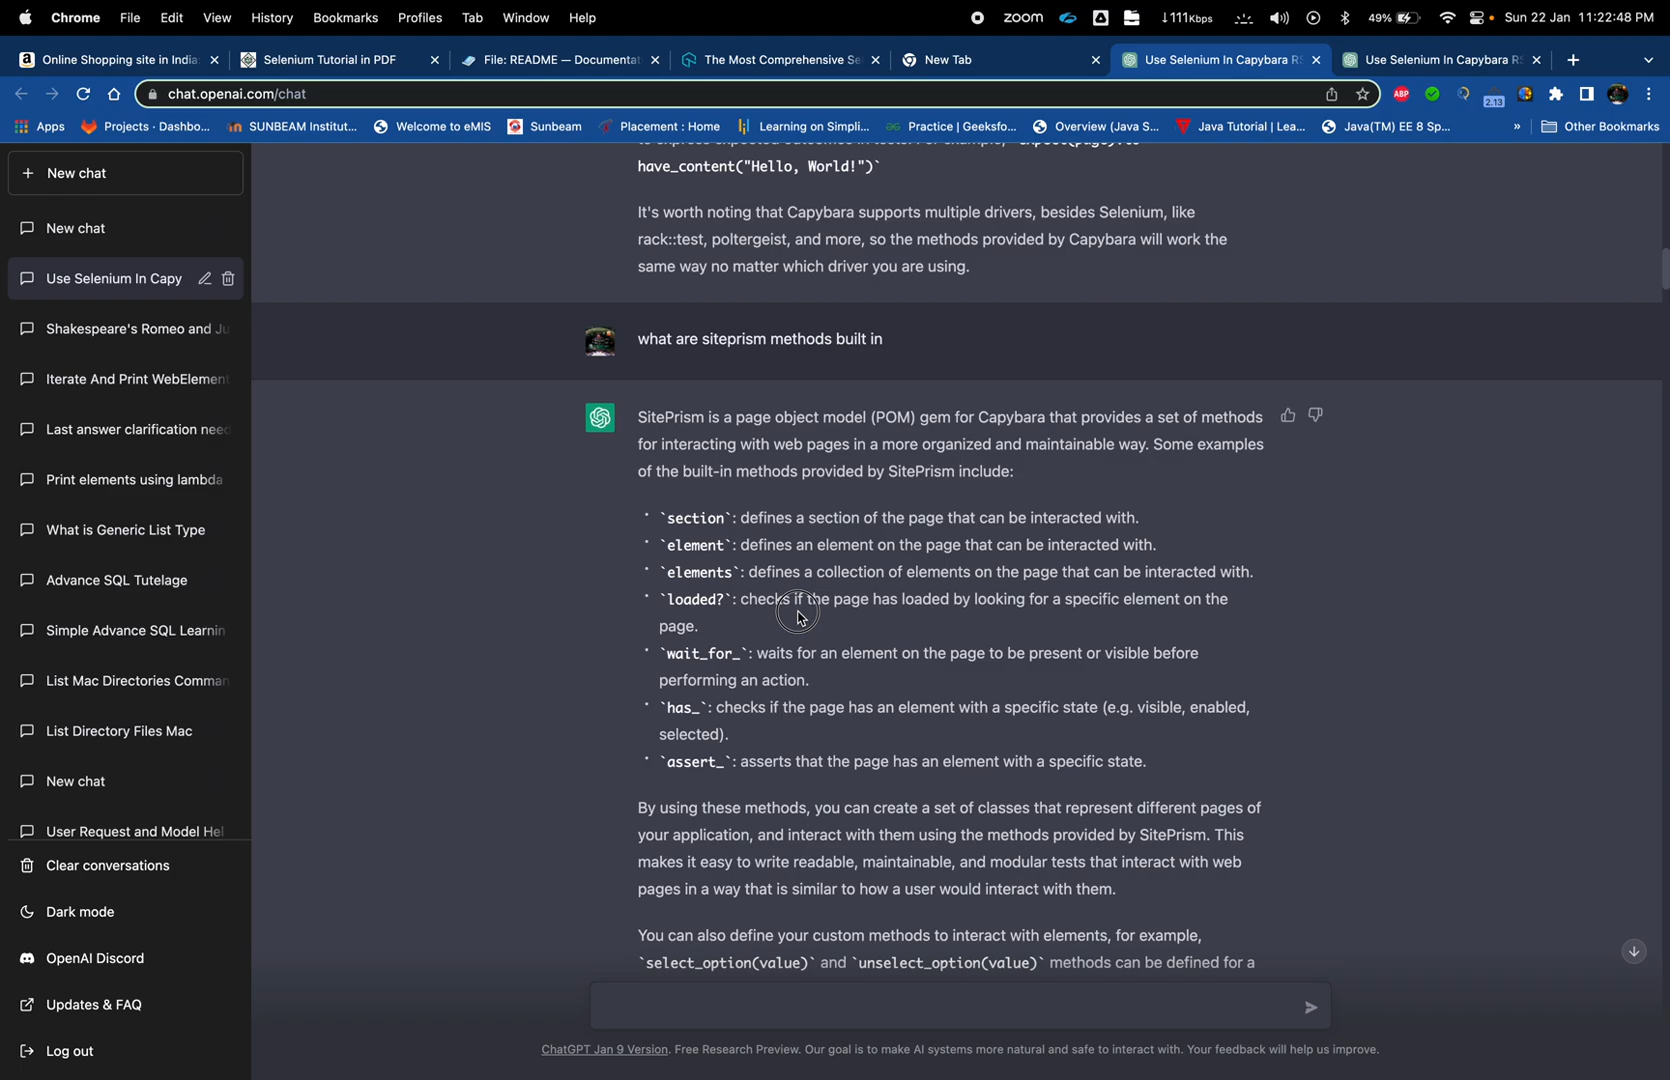 Chrome File Edit View History Bookmarks Profiles Tab Window Help zoom ↓111Kbps 49% Sun 22 Jan 11:22:48 PM
Online Shopping site in India: Selenium Tutorial in PDF File: README — Documentat The Most Comprehensive Se New Tab Use Selenium In Capybara RS Use Selenium In Capybara RS
chat.openai.com/chat ABP 2.13
Apps Projects · Dashbo... SUNBEAM Institut... Welcome to eMIS Sunbeam Placement : Home Learning on Simpli... Practice | Geeksfo... Overview (Java S... Java Tutorial | Lea... Java(TM) EE 8 Sp... » Other Bookmarks
New chat
New chat
Use Selenium In Capy
Shakespeare's Romeo and Ju
Iterate And Print WebElement
Last answer clarification need
Print elements using lambda
What is Generic List Type
Advance SQL Tutelage
Simple Advance SQL Learnin
List Mac Directories Comman
List Directory Files Mac
New chat
User Request and Model Hel
Clear conversations
Dark mode
OpenAI Discord
Updates & FAQ
Log out
have_content("Hello, World!")`
It's worth noting that Capybara supports multiple drivers, besides Selenium, like
rack::test, poltergeist, and more, so the methods provided by Capybara will work the
same way no matter which driver you are using.
what are siteprism methods built in
SitePrism is a page object model (POM) gem for Capybara that provides a set of methods
for interacting with web pages in a more organized and maintainable way. Some examples
of the built-in methods provided by SitePrism include:
• `section`: defines a section of the page that can be interacted with.
• `element`: defines an element on the page that can be interacted with.
• `elements`: defines a collection of elements on the page that can be interacted with.
• `loaded?`: checks if the page has loaded by looking for a specific element on the
page.
• `wait_for_`: waits for an element on the page to be present or visible before
performing an action.
• `has_`: checks if the page has an element with a specific state (e.g. visible, enabled,
selected).
• `assert_`: asserts that the page has an element with a specific state.
By using these methods, you can create a set of classes that represent different pages of
your application, and interact with them using the methods provided by SitePrism. This
makes it easy to write readable, maintainable, and modular tests that interact with web
pages in a way that is similar to how a user would interact with them.
You can also define your custom methods to interact with elements, for example,
`select_option(value)` and `unselect_option(value)` methods can be defined for a
ChatGPT Jan 9 Version. Free Research Preview. Our goal is to make AI systems more natural and safe to interact with. Your feedback will help us improve.